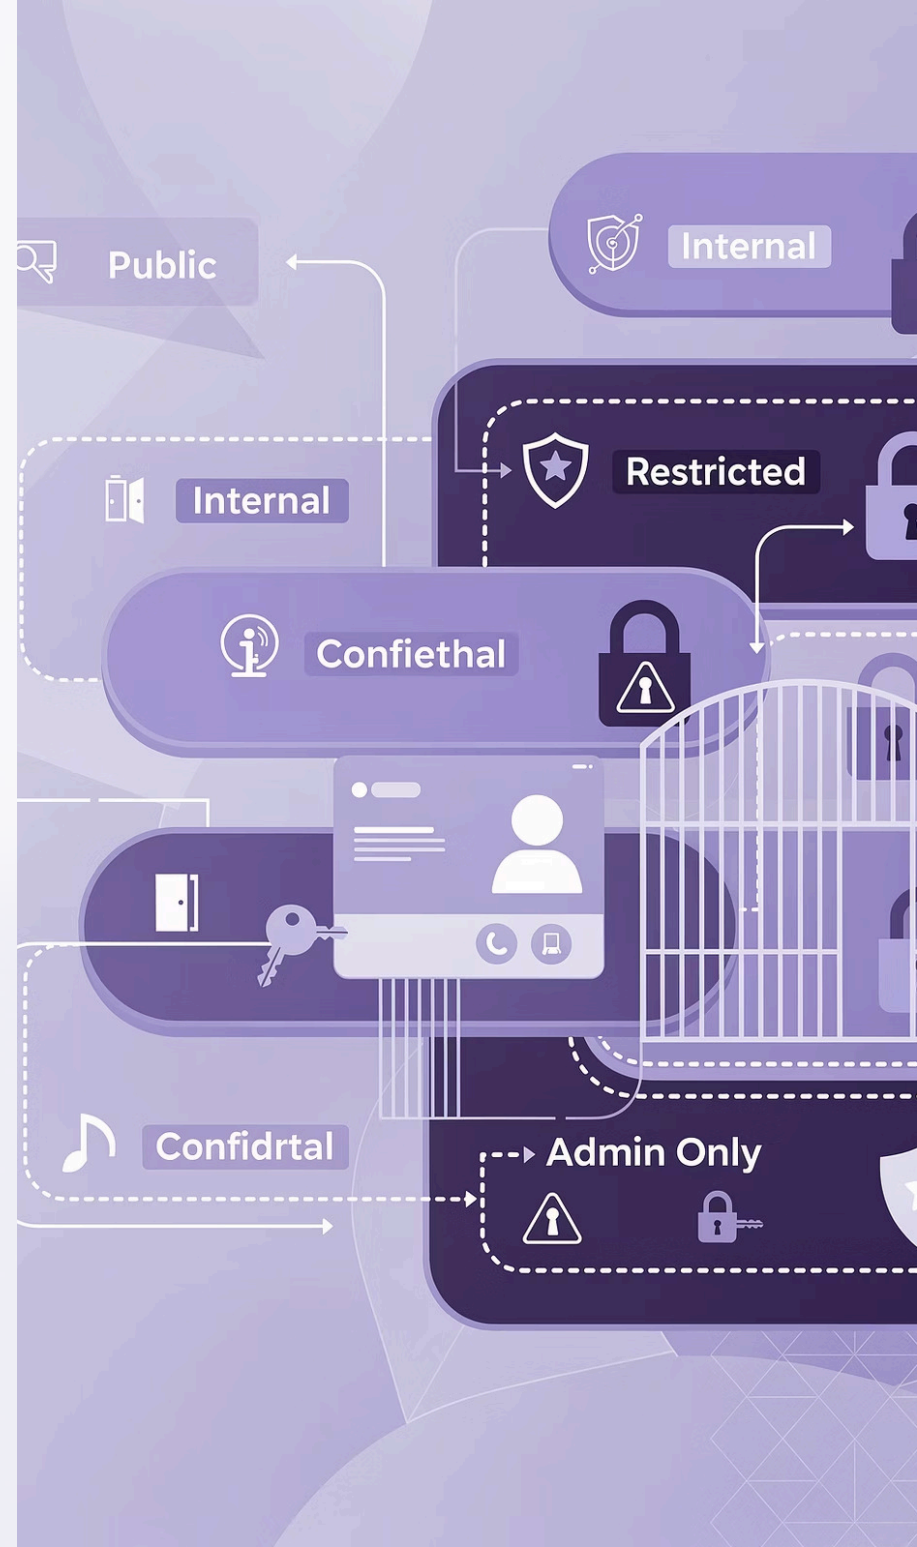 Internal
Public
Restricted
Internal
Confiethal
Confidrtal
Admin Only